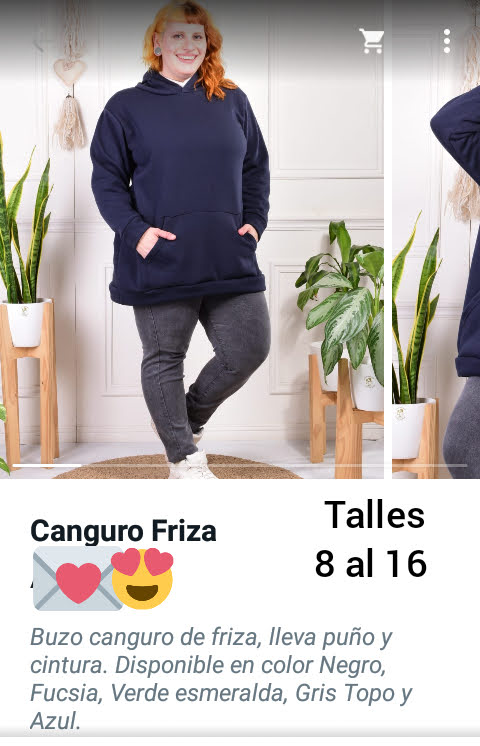 Canguro Friza
Talles
8 al 16
Buzo canguro de friza, lleva puño y
cintura. Disponible en color Negro,
Fucsia, Verde esmeralda, Gris Topo y
Azul.